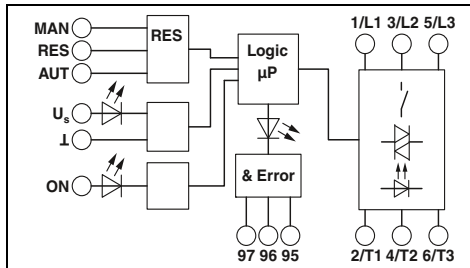 MAN
RES
AUT
RES
U_s
⊥
ON
Logic
µP
& Error
97 96 95
1/L1 3/L2 5/L3
2/T1 4/T2 6/T3